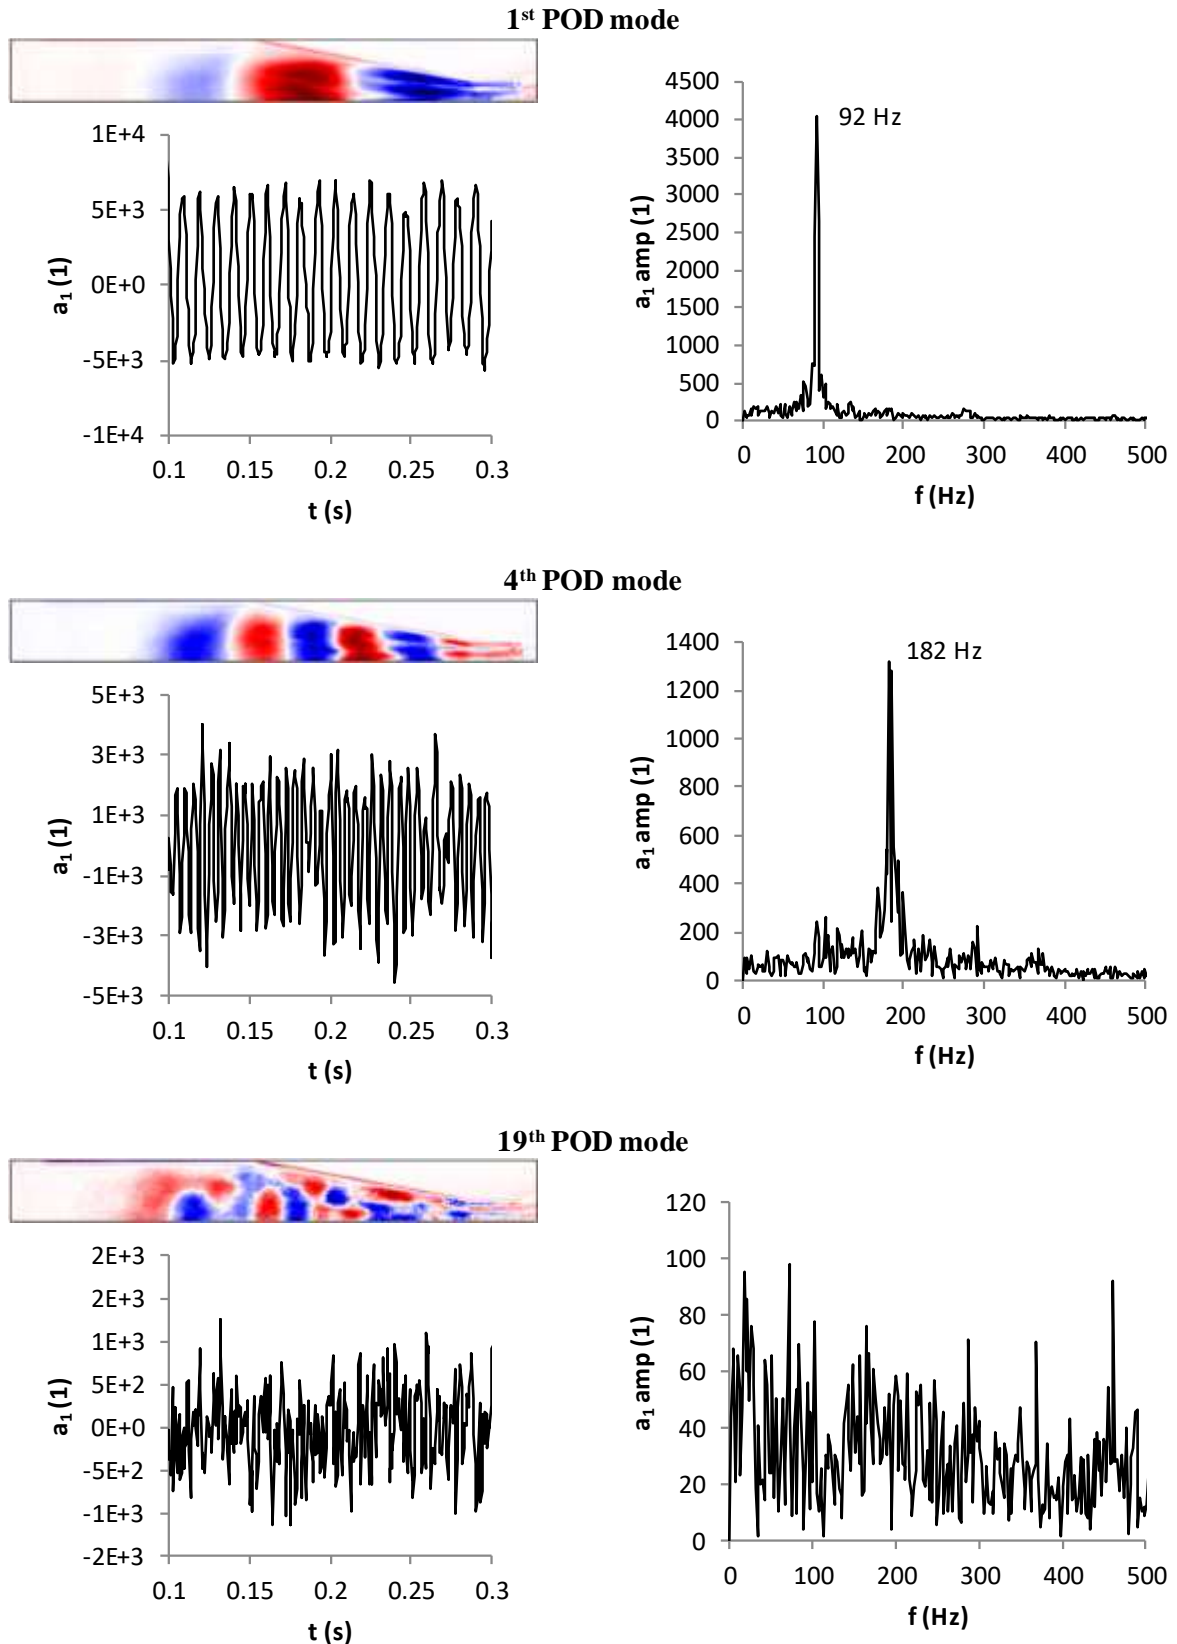 1st POD mode
1E+4
5E+3
0E+0
-5E+3
-1E+4
a1 (1)
0.1 0.15 0.2 0.25 0.3
t (s)
4500
4000
3500
3000
2500
2000
1500
1000
500
0
a1 amp (1)
92 Hz
0 100 200 300 400 500
f (Hz)
4th POD mode
5E+3
3E+3
1E+3
-1E+3
-3E+3
-5E+3
a1 (1)
0.1 0.15 0.2 0.25 0.3
t (s)
1400
1200
1000
800
600
400
200
0
a1 amp (1)
182 Hz
0 100 200 300 400 500
f (Hz)
19th POD mode
2E+3
2E+3
1E+3
5E+2
0E+0
-5E+2
-1E+3
-2E+3
a1 (1)
0.1 0.15 0.2 0.25 0.3
t (s)
120
100
80
60
40
20
0
a1 amp (1)
0 100 200 300 400 500
f (Hz)